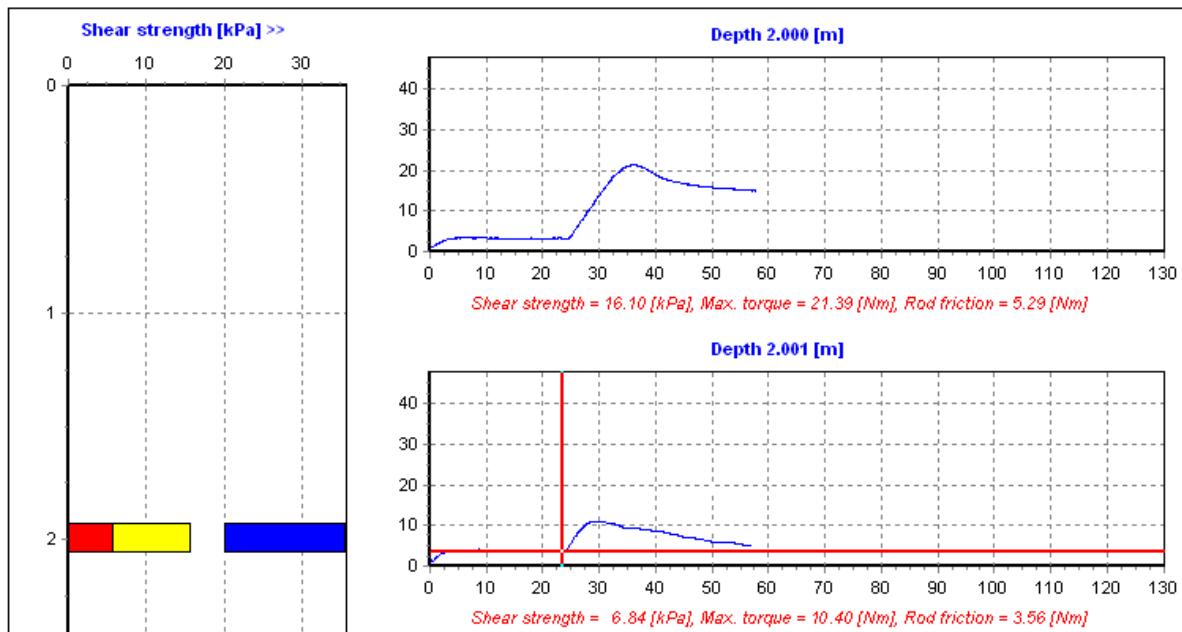 Shear strength [kPa] >>
0 10 20 30
0
1
2
Depth 2.000 [m]
40
30
20
10
0
0 10 20 30 40 50 60 70 80 90 100 110 120 130
Shear strength = 16.10 [kPa], Max. torque = 21.39 [Nm], Rod friction = 5.29 [Nm]
Depth 2.001 [m]
40
30
20
10
0
0 10 20 30 40 50 60 70 80 90 100 110 120 130
Shear strength = 6.84 [kPa], Max. torque = 10.40 [Nm], Rod friction = 3.56 [Nm]